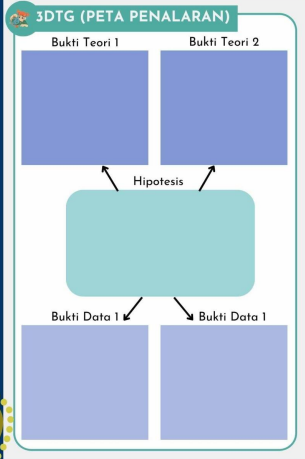 3DTG (PETA PENALARAN)
Bukti Teori 1
Bukti Teori 2
Hipotesis
Bukti Data 1
Bukti Data 1